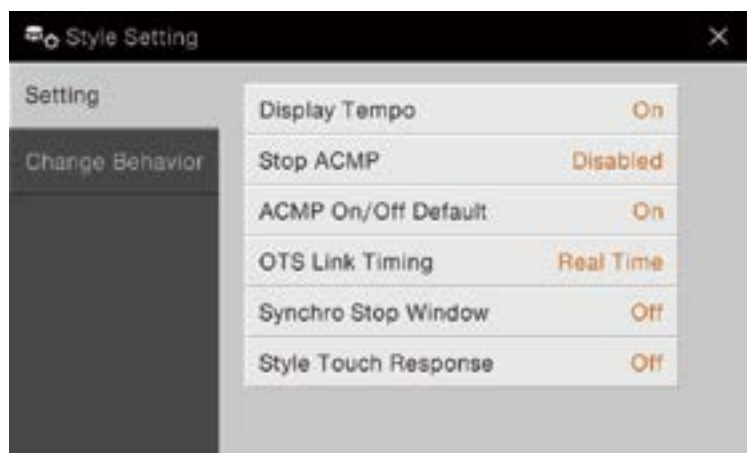 Style Setting
Setting
Change Behavior
Display Tempo On
Stop ACMP Disabled
ACMP On/Off Default On
OTS Link Timing Real Time
Synchro Stop Window Off
Style Touch Response Off